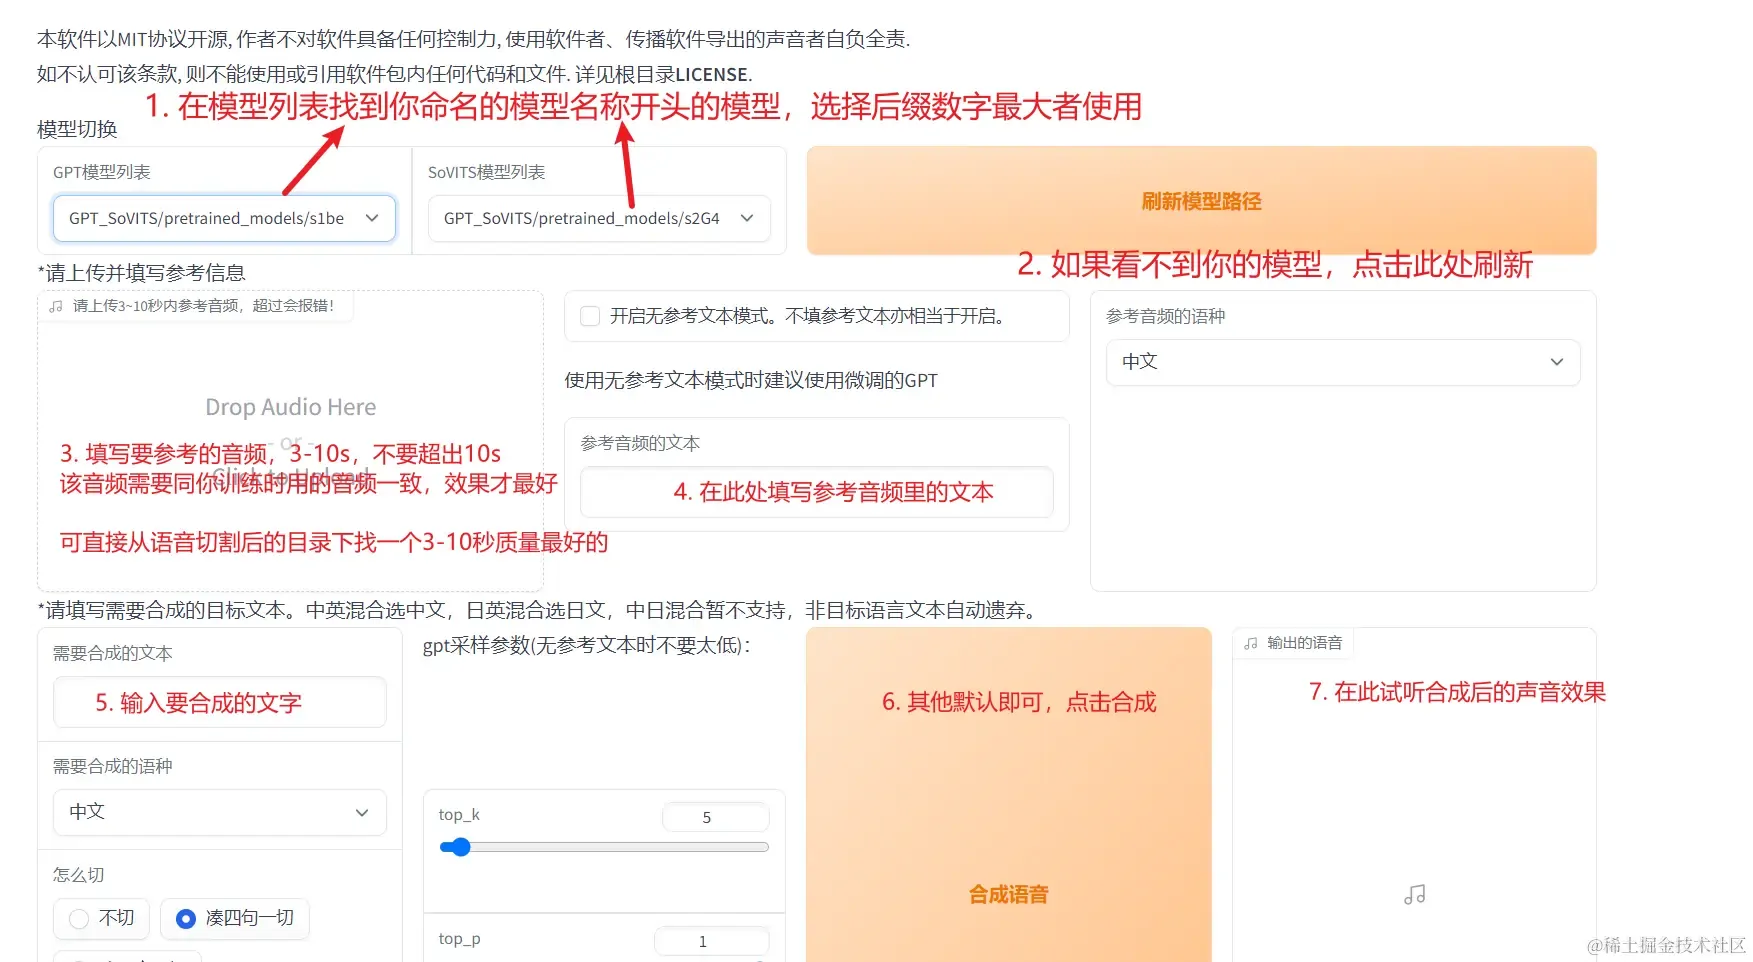 本软件以MIT协议开源, 作者不对软件具备任何控制力, 使用软件者、传播软件导出的声音者自负全责.
如不认可该条款, 则不能使用或引用软件包内任何代码和文件. 详见根目录LICENSE.
1. 在模型列表找到你命名的模型名称开头的模型，选择后缀数字最大者使用
模型切换
GPT模型列表
SoVITS模型列表
GPT_SoVITS/pretrained_models/s1be
GPT_SoVITS/pretrained_models/s2G4
刷新模型路径
2. 如果看不到你的模型，点击此处刷新
*请上传并填写参考信息
请上传3~10秒内参考音频，超过会报错！
开启无参考文本模式。不填参考文本亦相当于开启。
参考音频的语种
中文
使用无参考文本模式时建议使用微调的GPT
Drop Audio Here
- or -
Click to Upload
3. 填写要参考的音频，3-10s，不要超出10s
该音频需要同你训练时用的音频一致，效果才最好
可直接从语音切割后的目录下找一个3-10秒质量最好的
参考音频的文本
4. 在此处填写参考音频里的文本
*请填写需要合成的目标文本。中英混合选中文，日英混合选日文，中日混合暂不支持，非目标语言文本自动遗弃。
需要合成的文本
5. 输入要合成的文字
需要合成的语种
中文
怎么切
不切
凑四句一切
gpt采样参数(无参考文本时不要太低)：
top_k
5
top_p
1
6. 其他默认即可，点击合成
合成语音
输出的语音
7. 在此试听合成后的声音效果
@稀土掘金技术社区